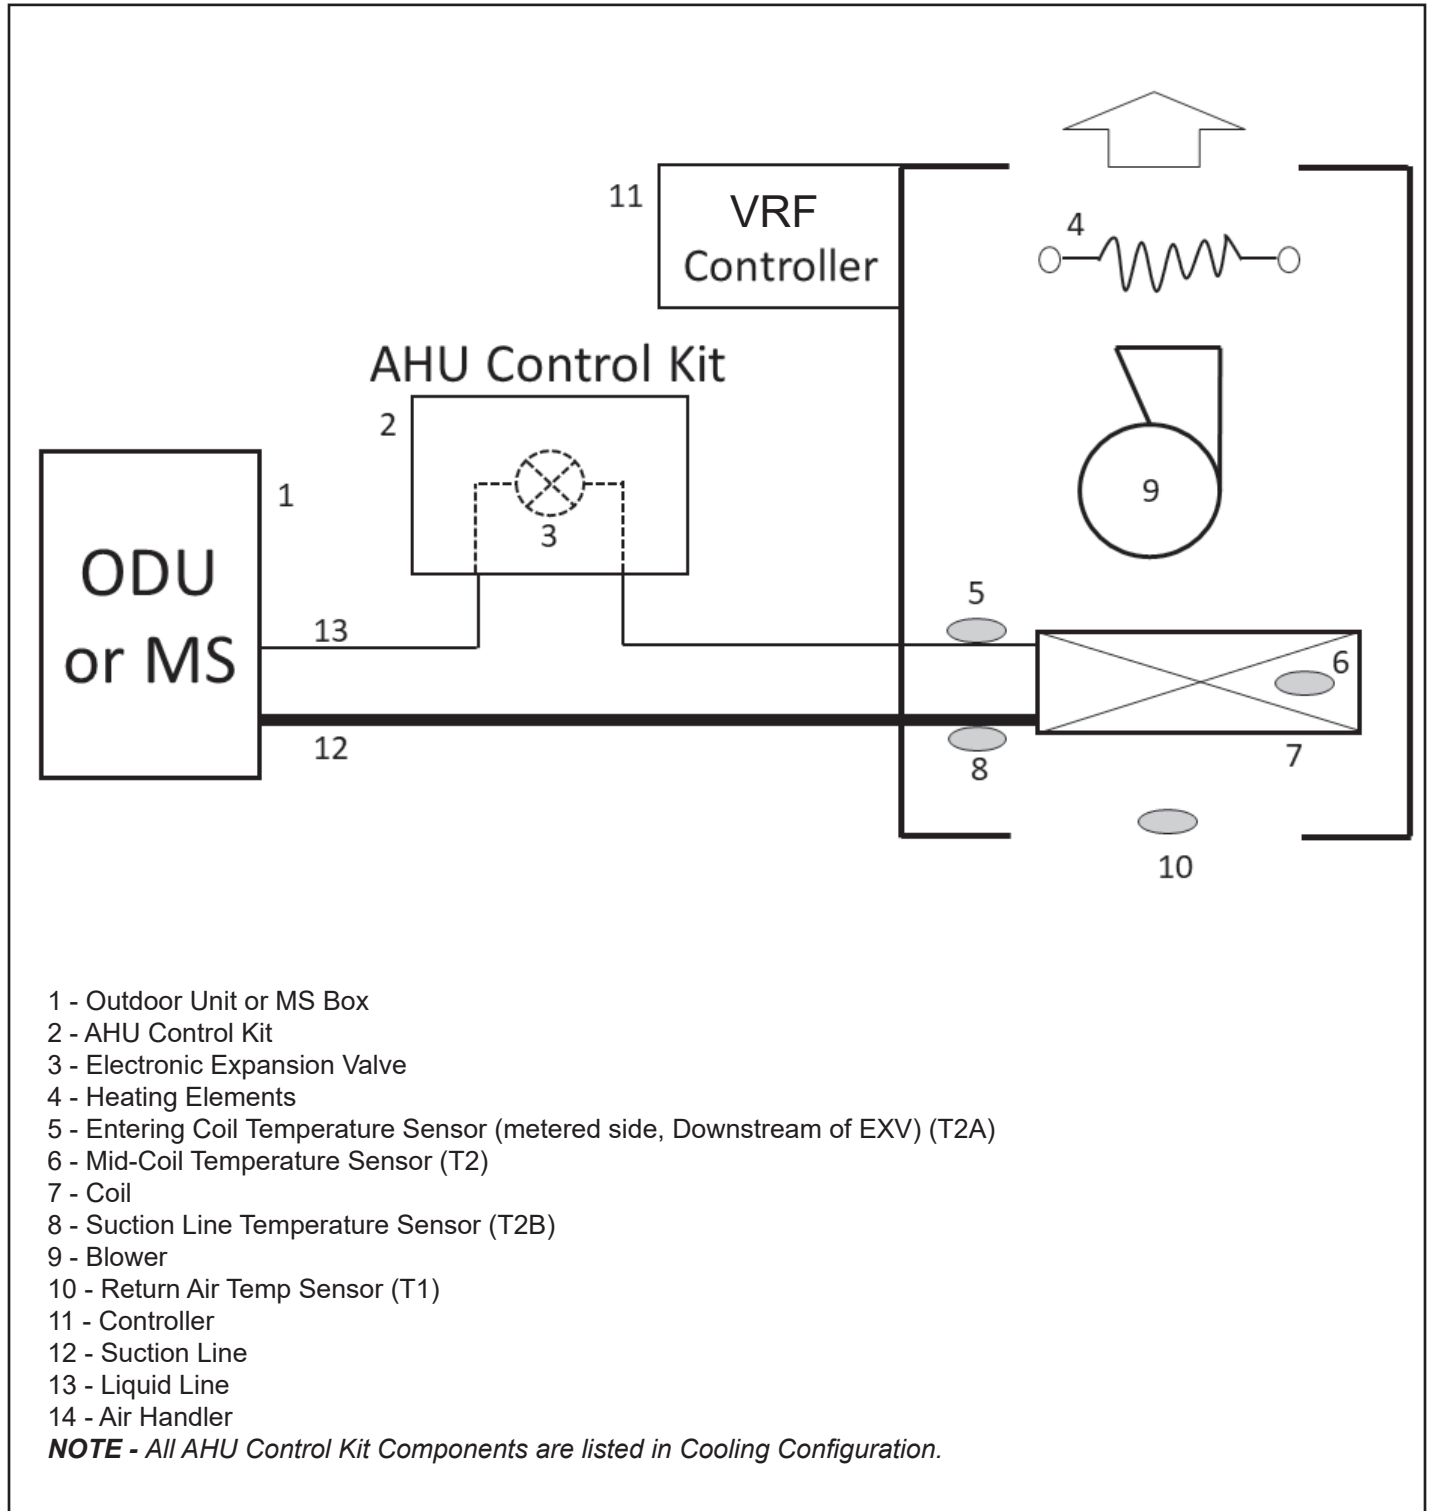 11
VRF
Controller
4
AHU Control Kit
2
3
1
ODU
or MS
9
5
13
6
12
8
7
10
1 - Outdoor Unit or MS Box
2 - AHU Control Kit
3 - Electronic Expansion Valve
4 - Heating Elements
5 - Entering Coil Temperature Sensor (metered side, Downstream of EXV) (T2A)
6 - Mid-Coil Temperature Sensor (T2)
7 - Coil
8 - Suction Line Temperature Sensor (T2B)
9 - Blower
10 - Return Air Temp Sensor (T1)
11 - Controller
12 - Suction Line
13 - Liquid Line
14 - Air Handler
NOTE - All AHU Control Kit Components are listed in Cooling Configuration.